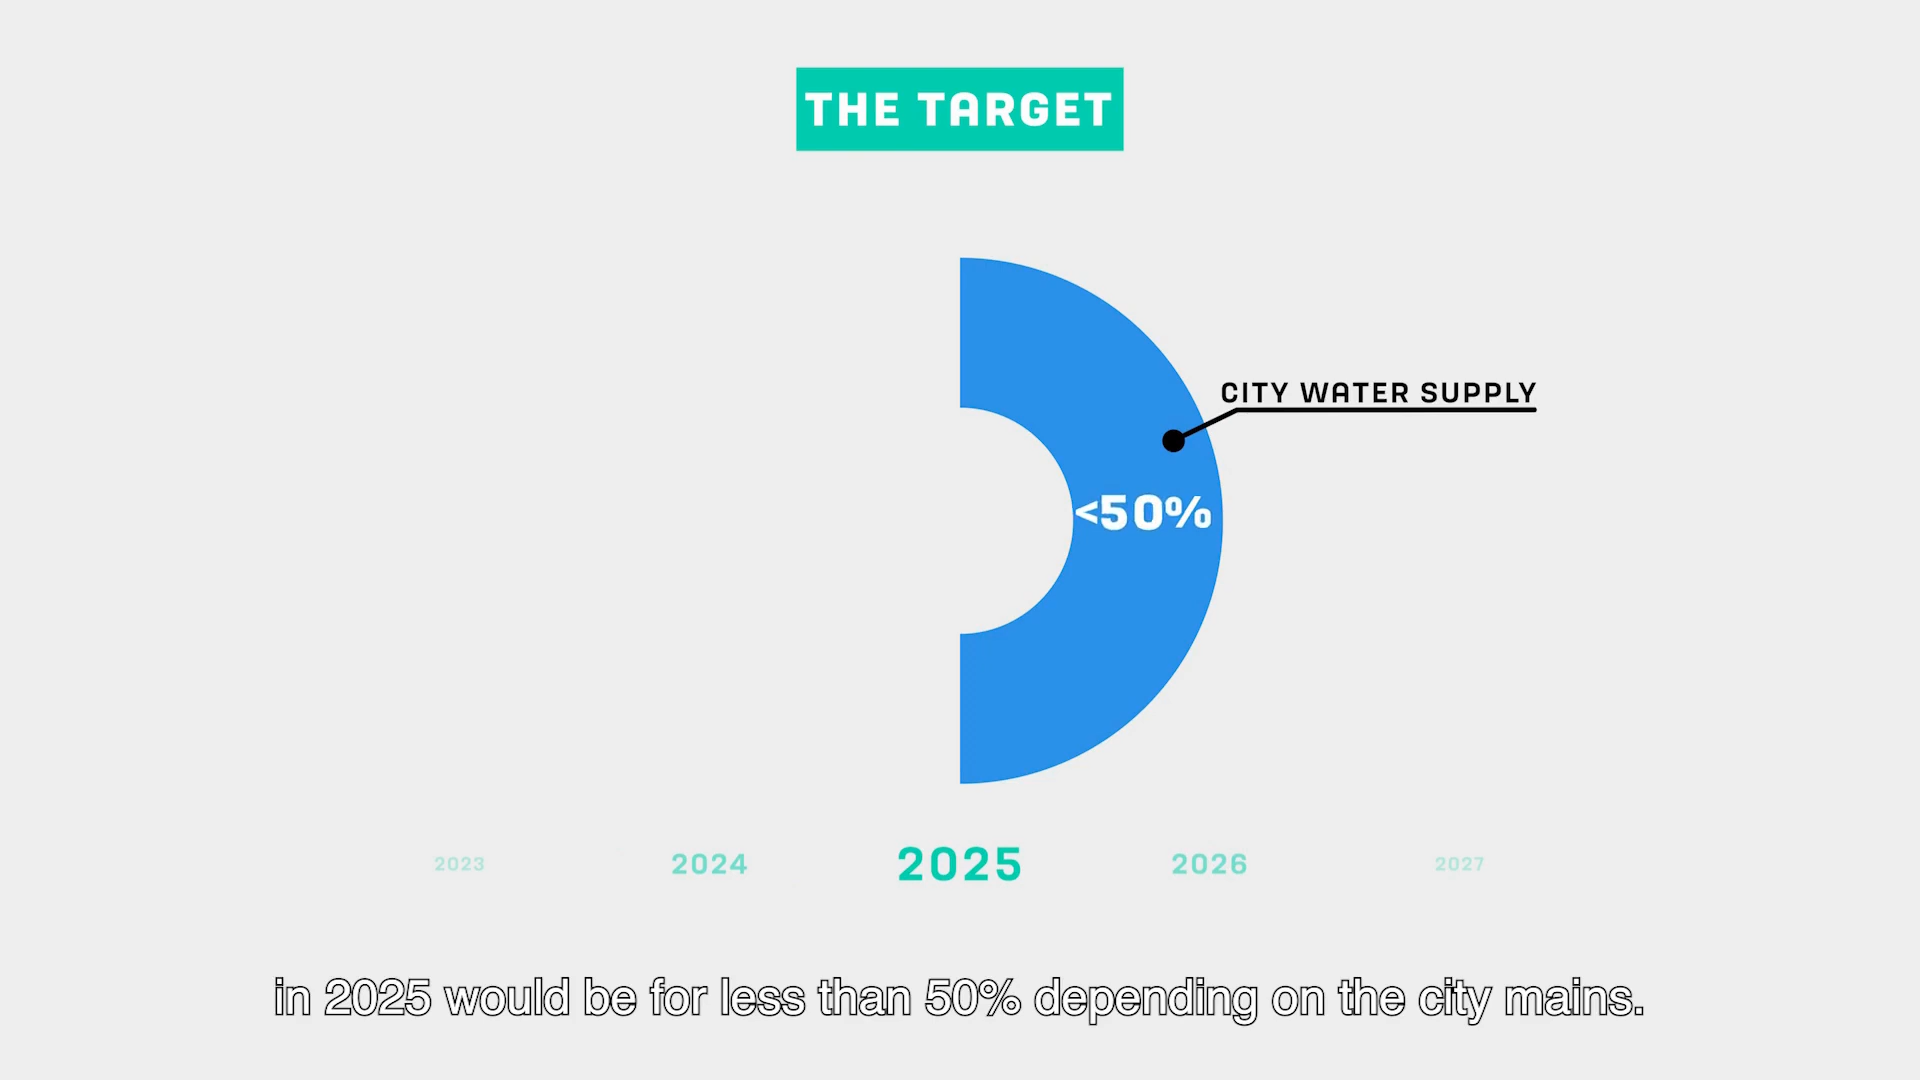 THE TARGET
CITY WATER SUPPLY
<50%
2023 2024 2025 2026 2027
in 2025 would be for less than 50% depending on the city mains.